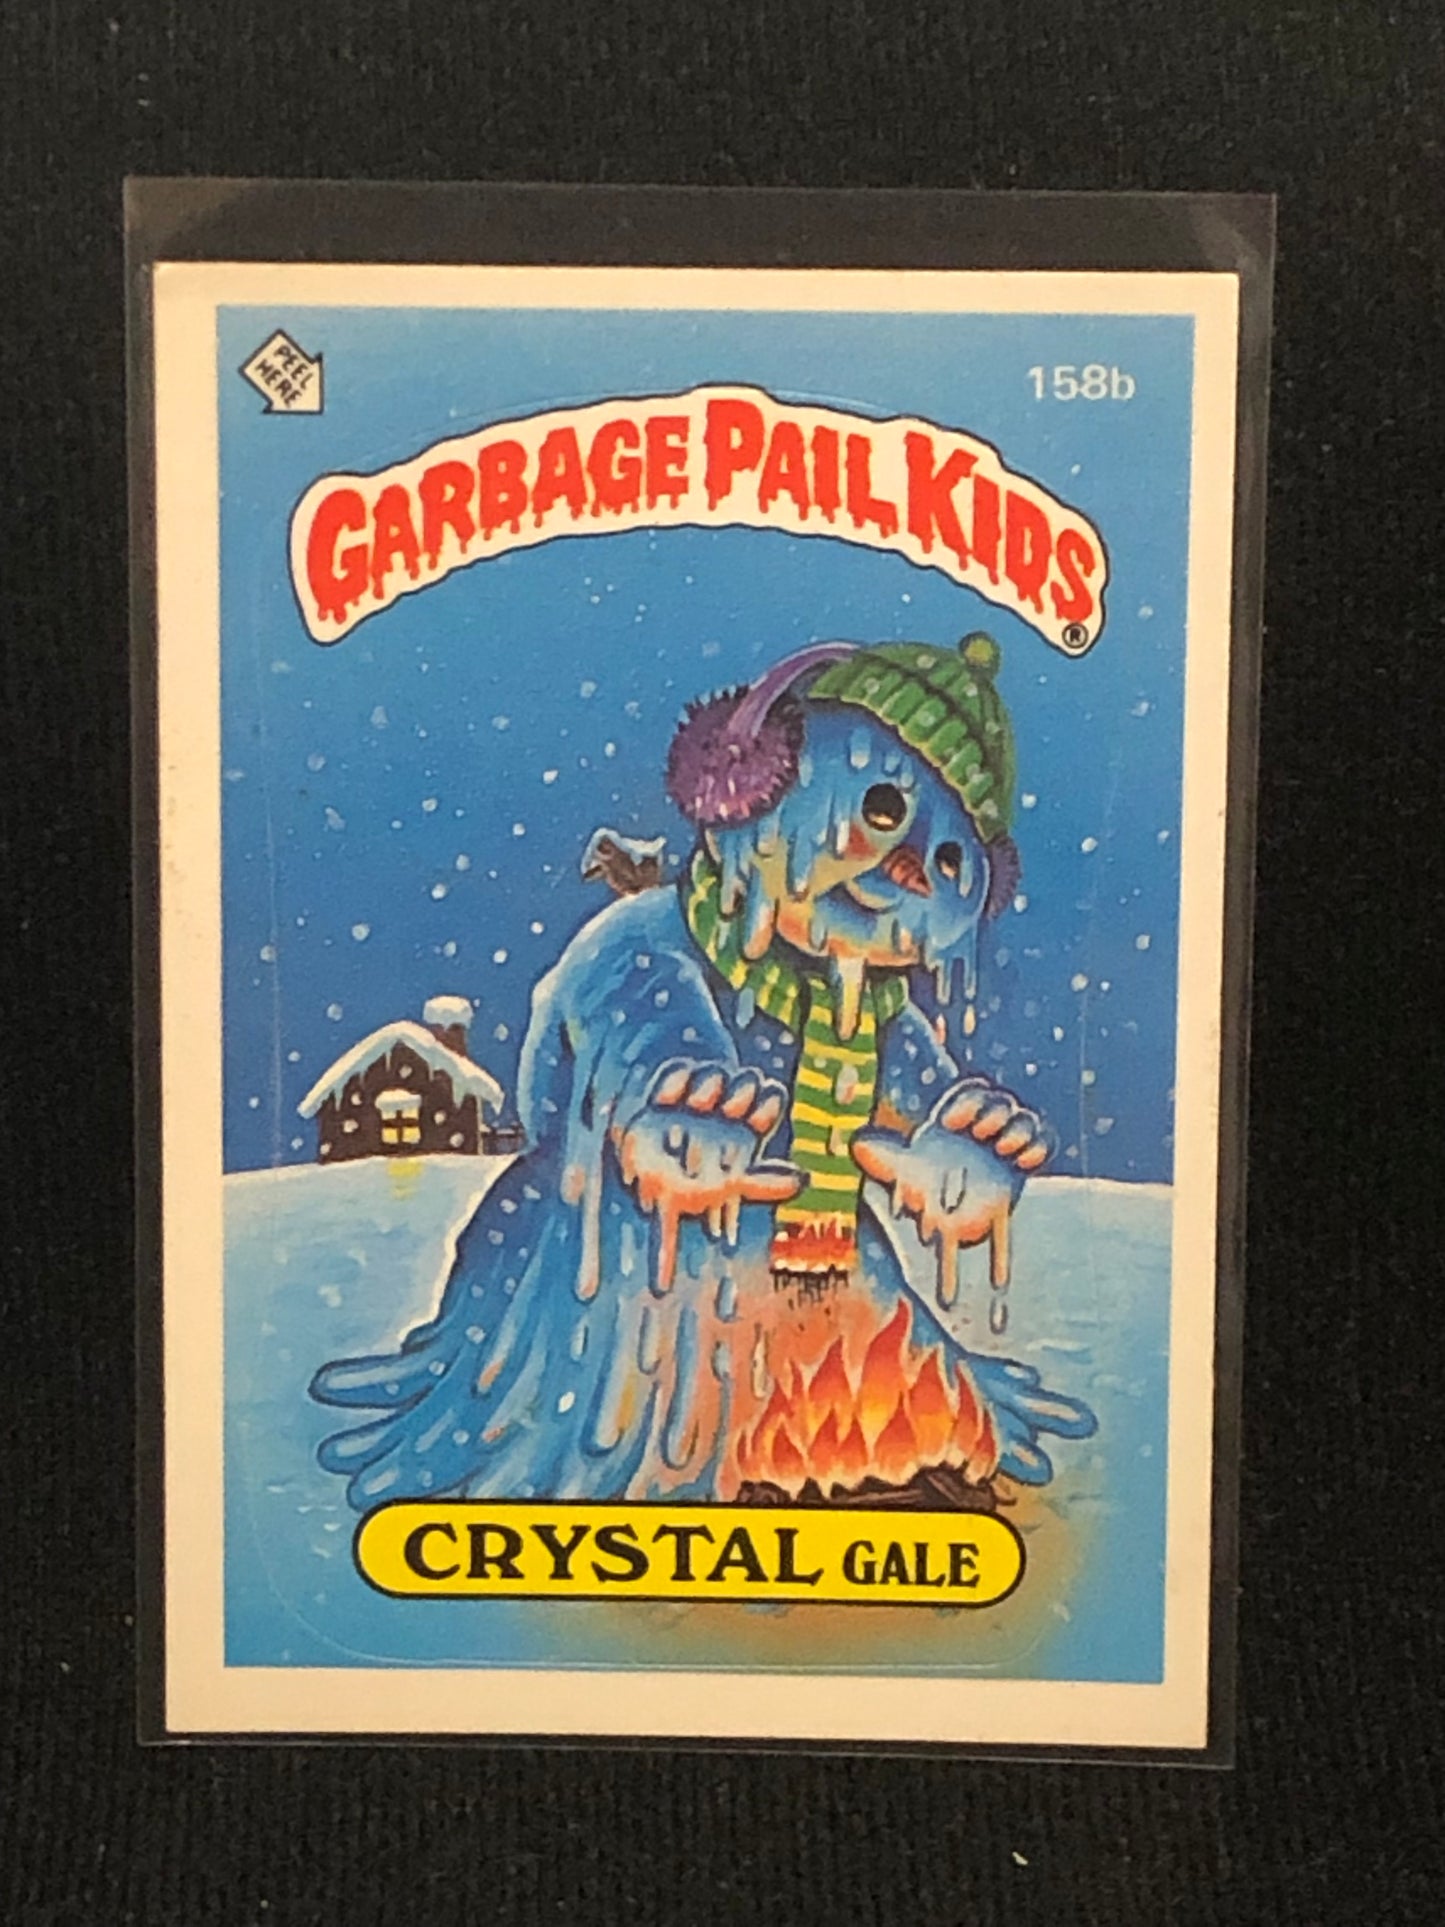 PEEL
HERE
158b
GARBAGE PAIL KIDS
®
CRYSTAL GALE